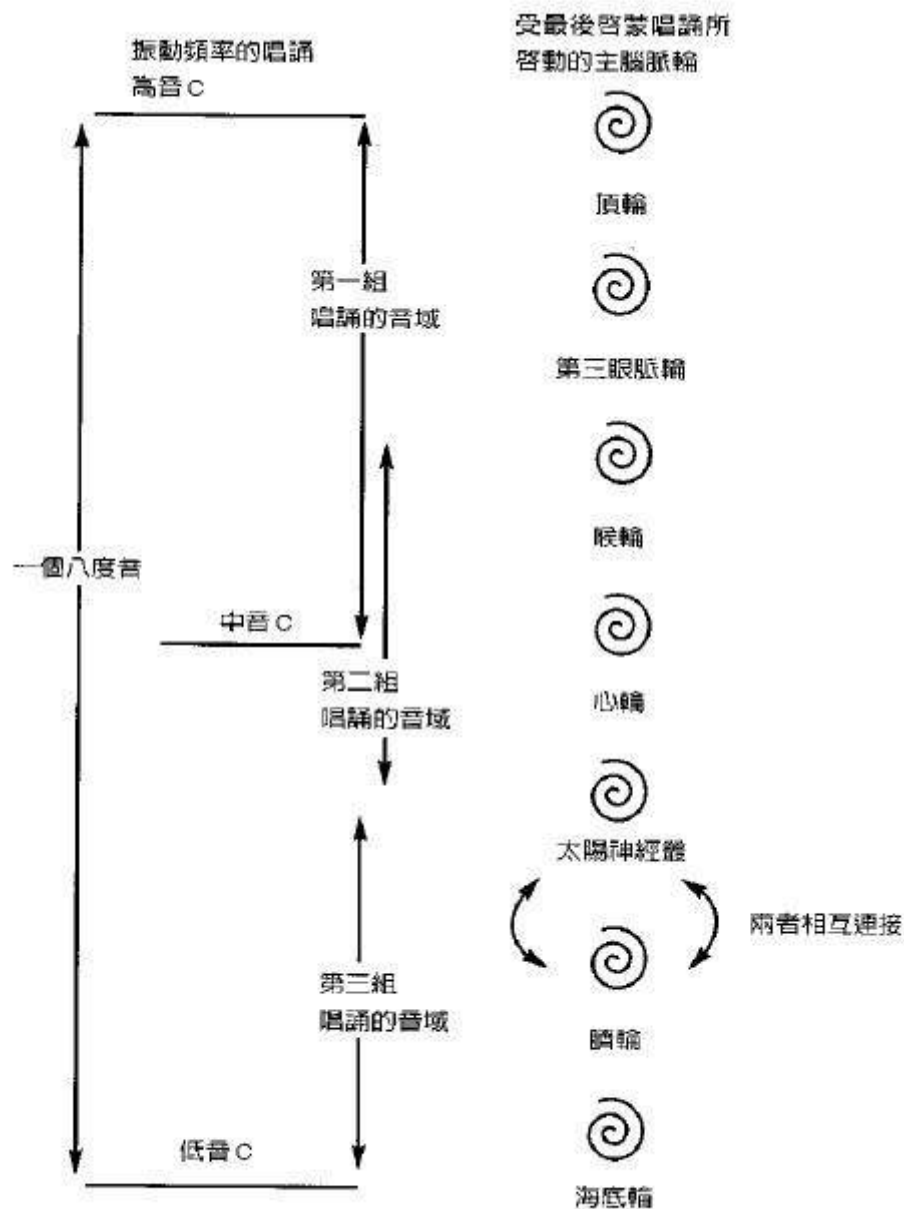 受最後啓蒙唱誦所
啓動的主腦脈輪
振動頻率的唱誦
高音C
頂輪
第一組
唱誦的音域
第三眼脈輪
喉輪
一個八度音
中音C
第二組
唱誦的音域
心輪
太陽神經叢
兩者相互連接
第三組
唱誦的音域
臍輪
低音C
海底輪